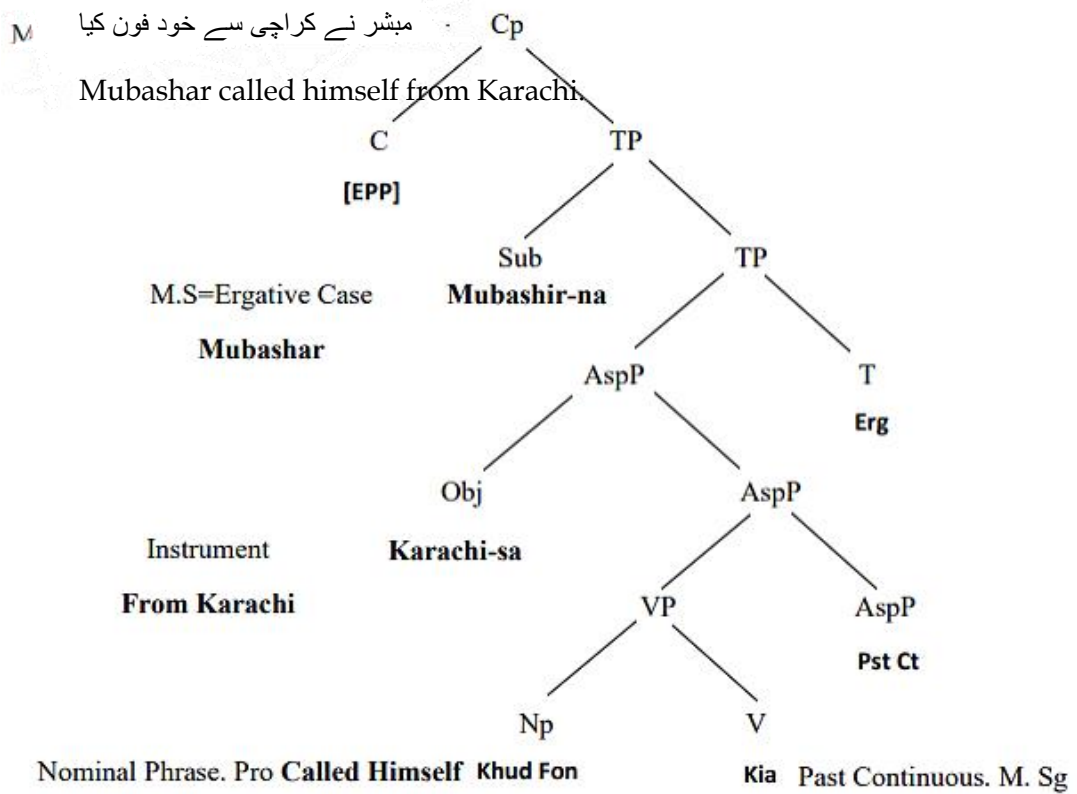 M مبشر نے کراچی سے خود فون کیا Cp
Mubashar called himself from Karachi.
C TP
[EPP]
Sub TP
M.S=Ergative Case Mubashir-na
Mubashar
AspP T
Erg
Obj AspP
Instrument Karachi-sa
From Karachi
VP AspP
Pst Ct
Np V
Nominal Phrase. Pro Called Himself Khud Fon Kia Past Continuous. M. Sg